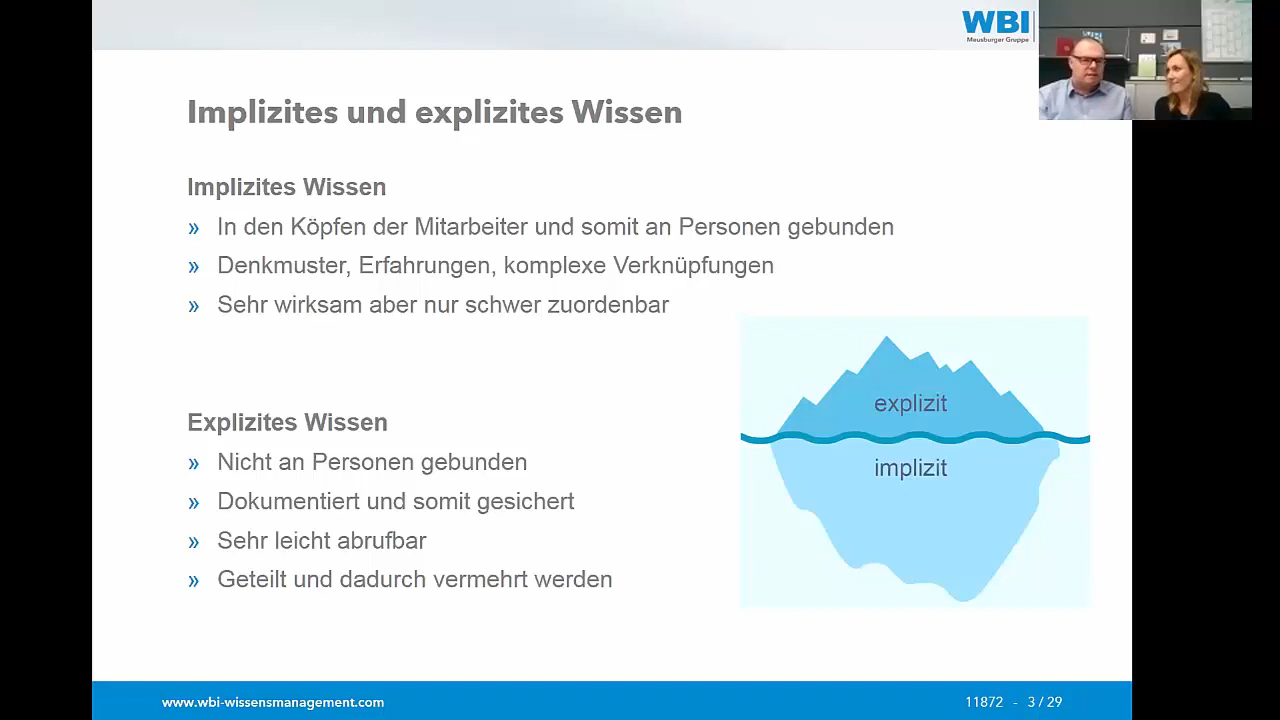 WBI
Meusburger Gruppe
Implizites und explizites Wissen
Implizites Wissen
» In den Köpfen der Mitarbeiter und somit an Personen gebunden
» Denkmuster, Erfahrungen, komplexe Verknüpfungen
» Sehr wirksam aber nur schwer zuordenbar
Explizites Wissen
» Nicht an Personen gebunden
» Dokumentiert und somit gesichert
» Sehr leicht abrufbar
» Geteilt und dadurch vermehrt werden
explizit
implizit
www.wbi-wissensmanagement.com
11872 - 3 / 29